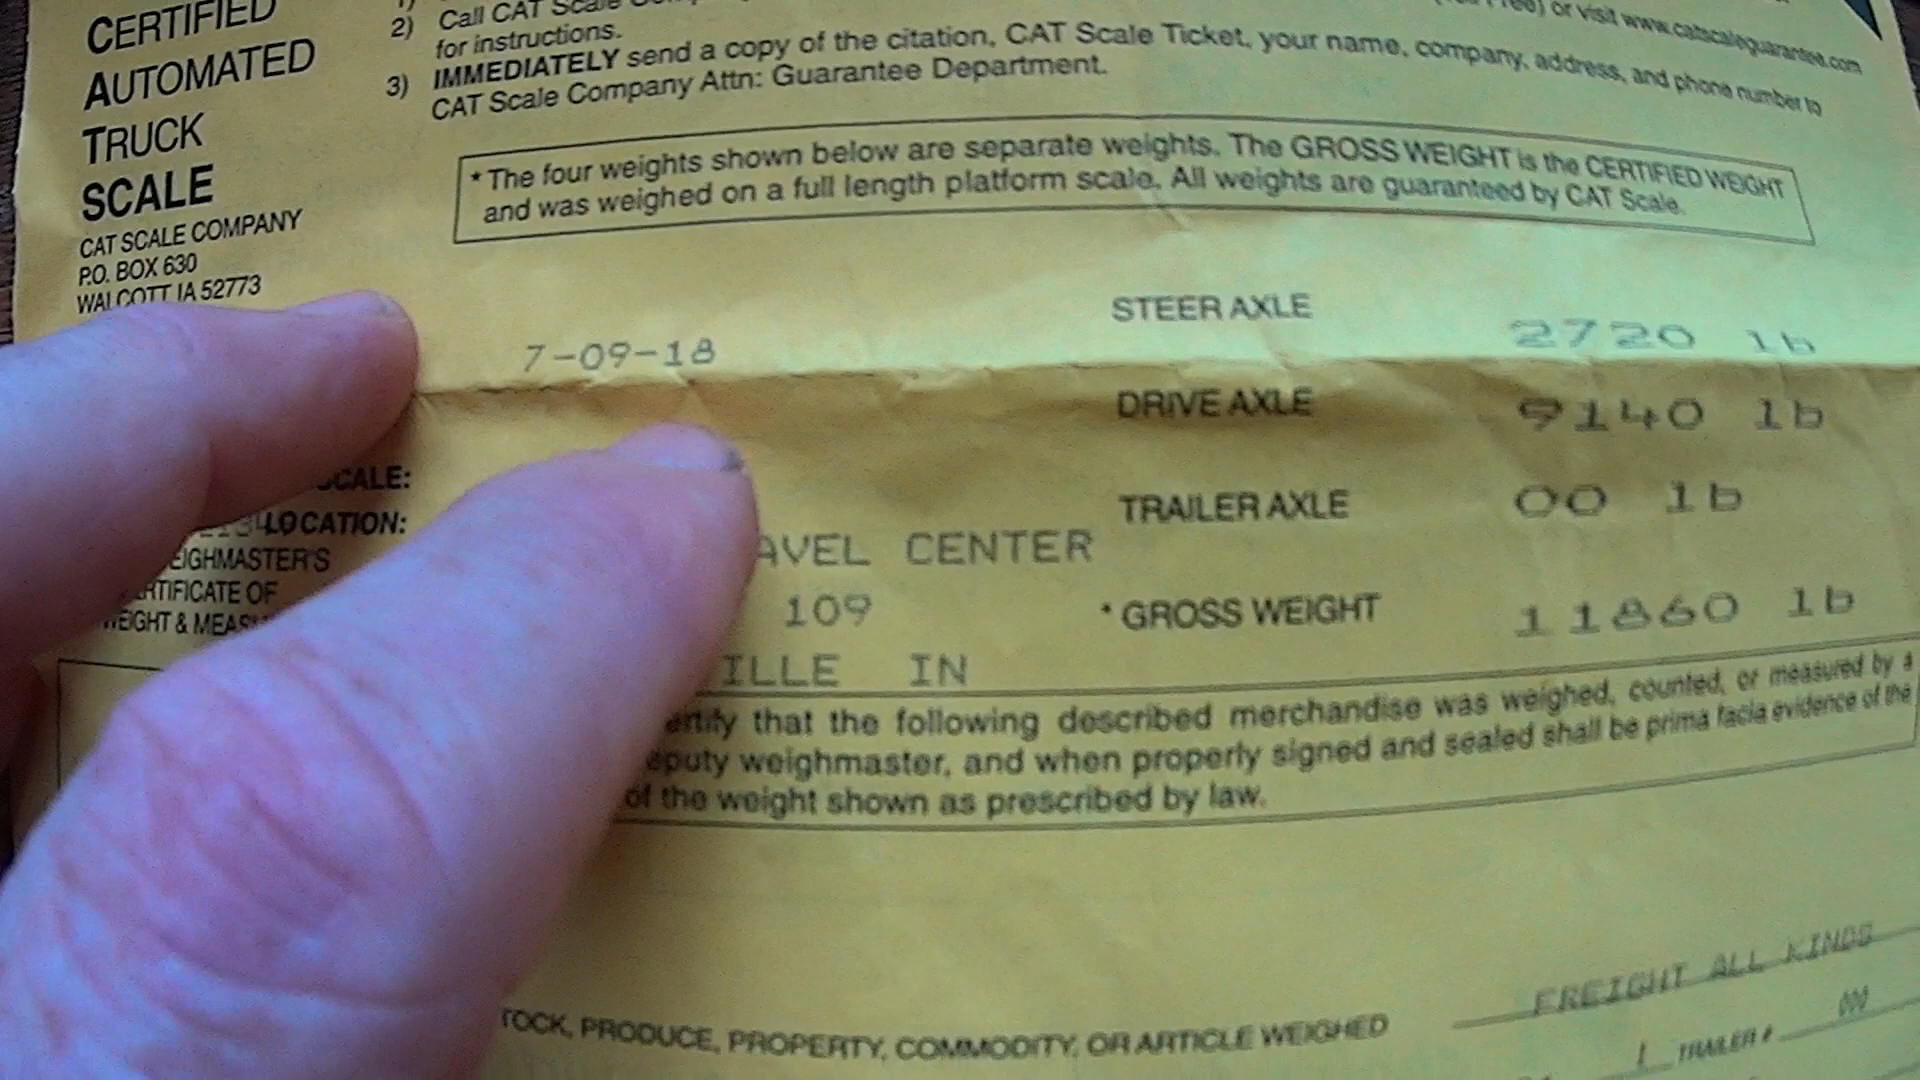 CERTIFIED
AUTOMATED
TRUCK
SCALE
CAT SCALE COMPANY
P.O. BOX 630
WALCOTT IA 52773
2) Call CAT Scale
or visit www.catscaleguarantee.com
for instructions.
3) IMMEDIATELY send a copy of the citation, CAT Scale Ticket, your name, company, address, and phone number to
CAT Scale Company Attn: Guarantee Department.
* The four weights shown below are separate weights. The GROSS WEIGHT is the CERTIFIED WEIGHT
and was weighed on a full length platform scale. All weights are guaranteed by CAT Scale.
7-09-18
STEER AXLE 2720 lb
DRIVE AXLE 9140 lb
SCALE:
TRAILER AXLE 00 lb
LOCATION:
AVEL CENTER
EIGHMASTER'S
RTIFICATE OF
EIGHT & MEAS
109
* GROSS WEIGHT 11860 lb
ILLE IN
ertify that the following described merchandise was weighed, counted, or measured by a
eputy weighmaster, and when properly signed and sealed shall be prima facia evidence of the
of the weight shown as prescribed by law.
FREIGHT ALL KINDS
TOCK, PRODUCE, PROPERTY, COMMODITY, OR ARTICLE WEIGHED
TRAILER # 000